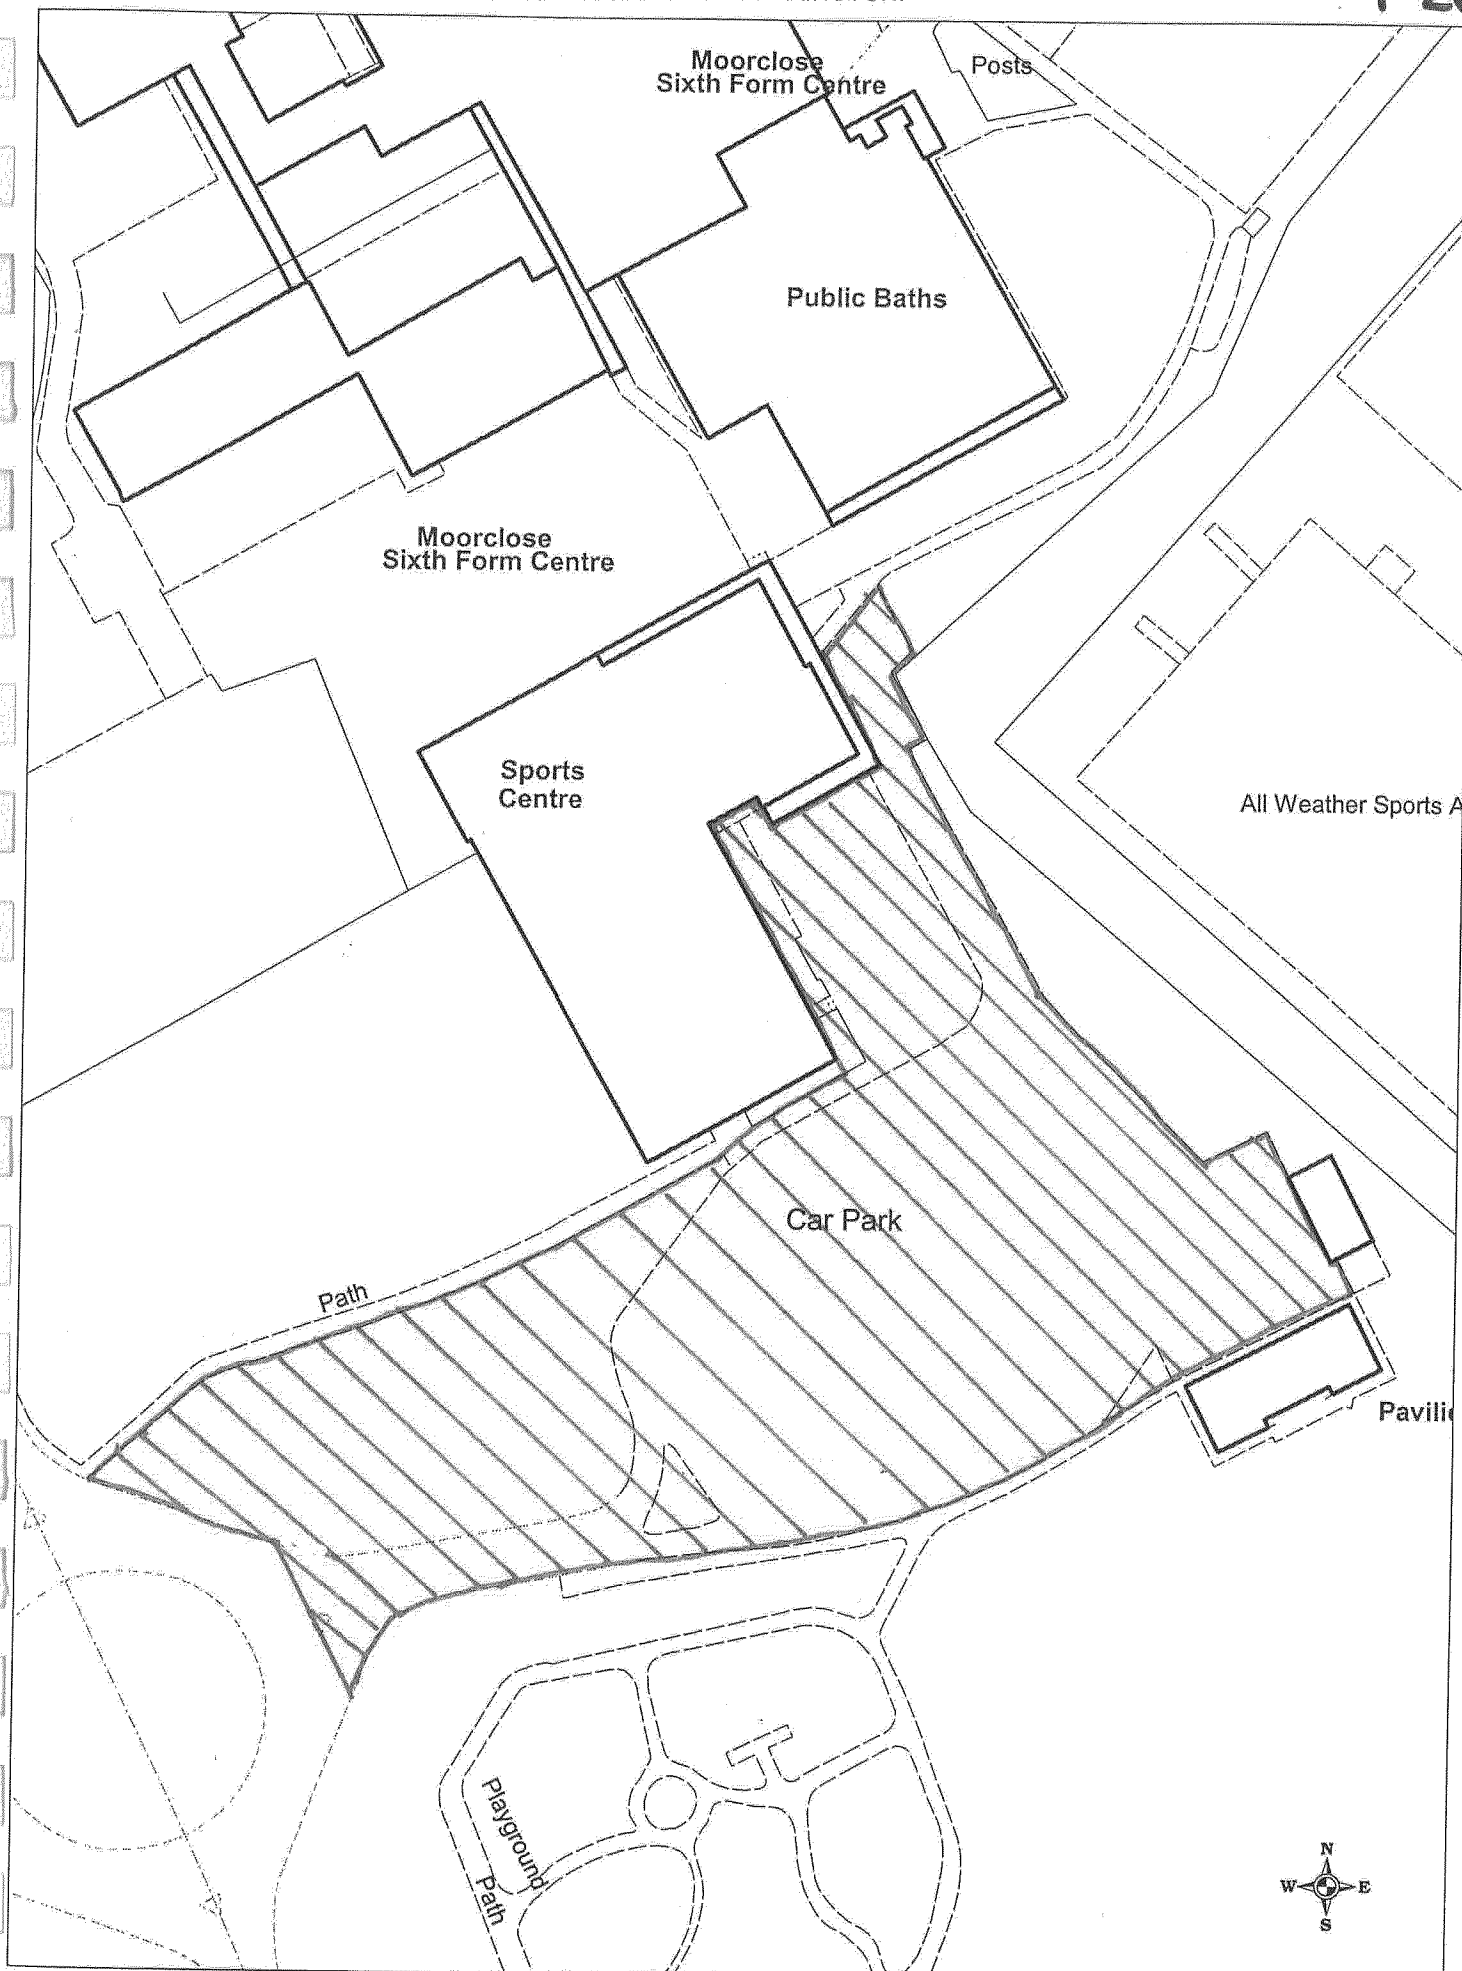 Moorclose
Sixth Form Centre
Posts
Public Baths
Moorclose
Sixth Form Centre
Sports
Centre
All Weather Sports A
Car Park
Path
Pavili
Playground
Path
N
W E
S